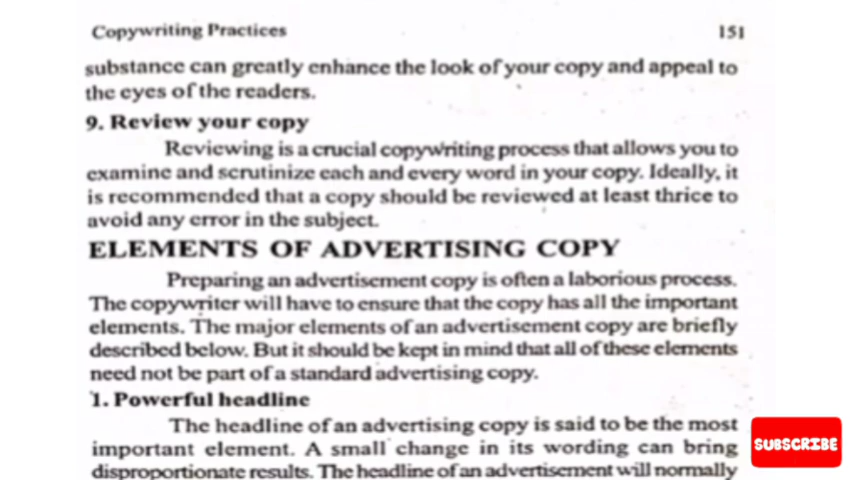 Copywriting Practices 151
substance can greatly enhance the look of your copy and appeal to
the eyes of the readers.
9. Review your copy
Reviewing is a crucial copywriting process that allows you to
examine and scrutinize each and every word in your copy. Ideally, it
is recommended that a copy should be reviewed at least thrice to
avoid any error in the subject.
ELEMENTS OF ADVERTISING COPY
Preparing an advertisement copy is often a laborious process.
The copywriter will have to ensure that the copy has all the important
elements. The major elements of an advertisement copy are briefly
described below. But it should be kept in mind that all of these elements
need not be part of a standard advertising copy.
1. Powerful headline
The headline of an advertising copy is said to be the most
important element. A small change in its wording can bring
disproportionate results. The headline of an advertisement will normally
SUBSCRIBE